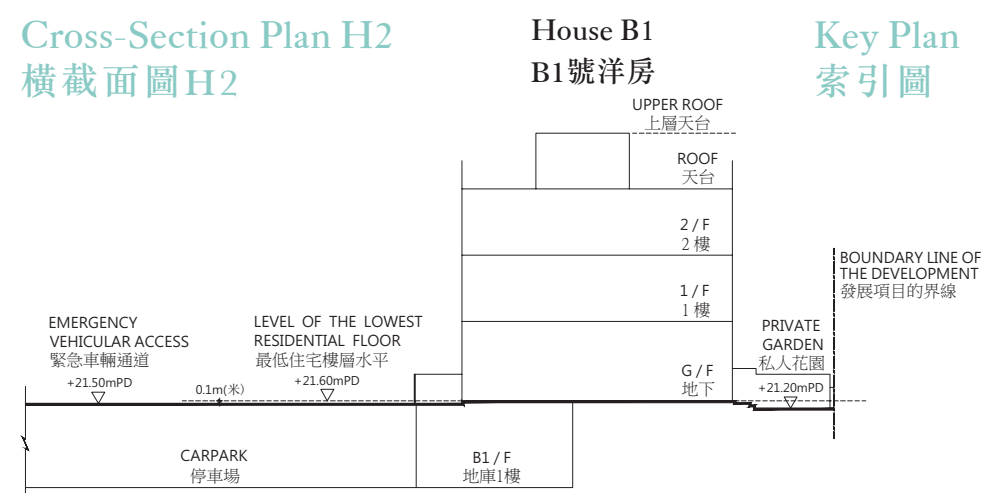 Cross-Section Plan H2
橫截面圖H2
House B1
B1號洋房
Key Plan
索引圖
UPPER ROOF
上層天台
ROOF
天台
2 / F
2 樓
1 / F
1 樓
G / F
地下
BOUNDARY LINE OF
THE DEVELOPMENT
發展項目的界線
EMERGENCY
VEHICULAR ACCESS
緊急車輛通道
+21.50mPD
0.1m(米)
LEVEL OF THE LOWEST
RESIDENTIAL FLOOR
最低住宅樓層水平
+21.60mPD
PRIVATE
GARDEN
私人花園
+21.20mPD
CARPARK
停車場
B1 / F
地庫1樓